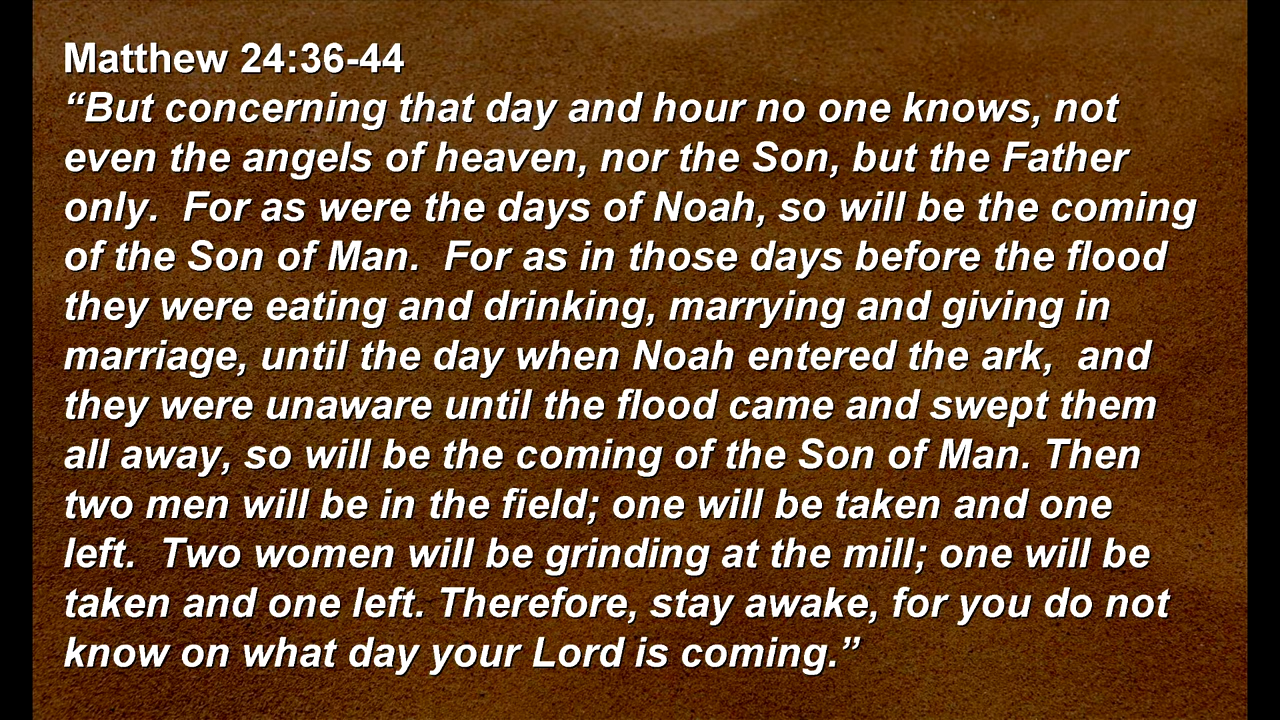 Matthew 24:36-44
“But concerning that day and hour no one knows, not
even the angels of heaven, nor the Son, but the Father
only.  For as were the days of Noah, so will be the coming
of the Son of Man.  For as in those days before the flood
they were eating and drinking, marrying and giving in
marriage, until the day when Noah entered the ark,  and
they were unaware until the flood came and swept them
all away, so will be the coming of the Son of Man. Then
two men will be in the field; one will be taken and one
left.  Two women will be grinding at the mill; one will be
taken and one left. Therefore, stay awake, for you do not
know on what day your Lord is coming.”